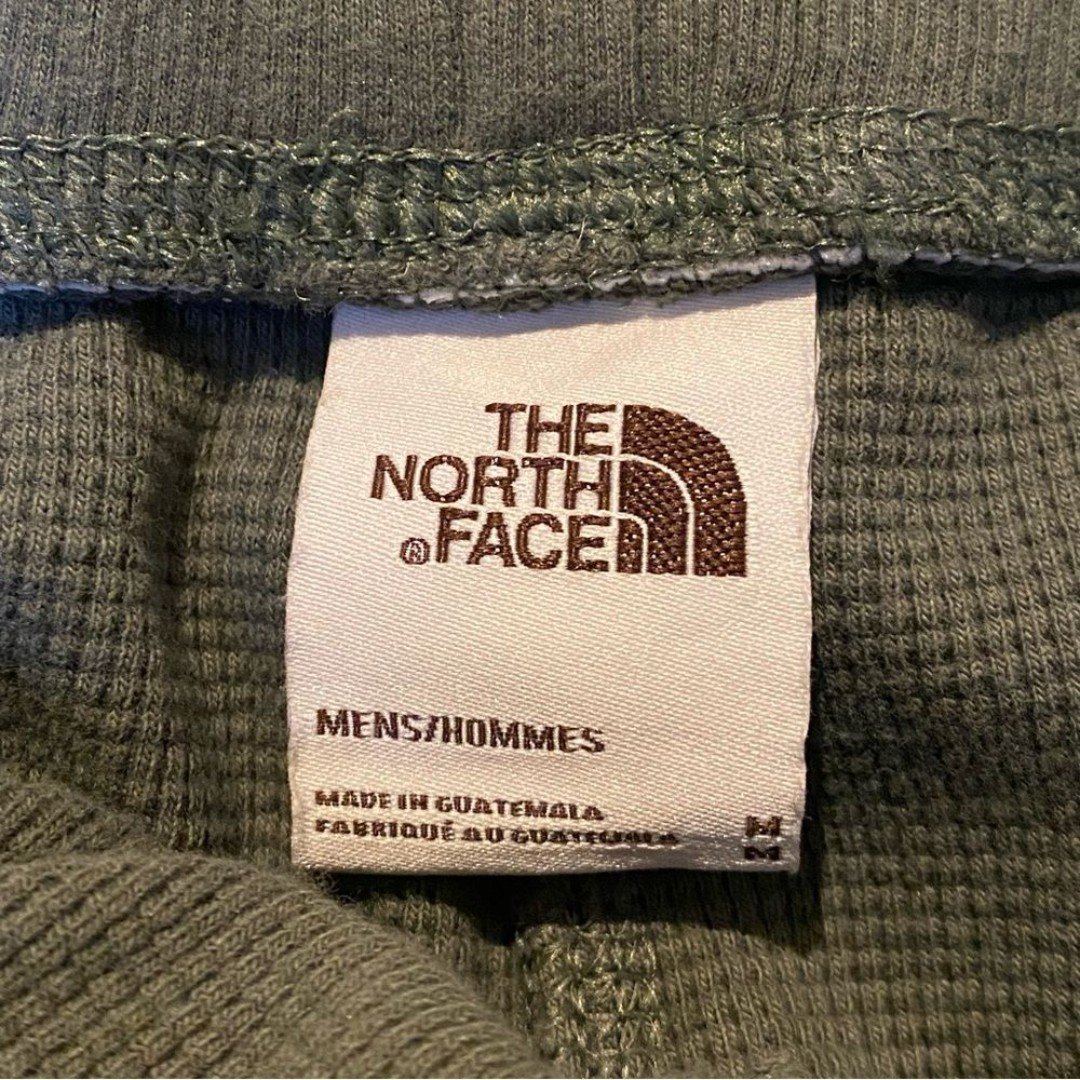 THE
NORTH
®FACE
MENS/HOMMES
MADE IN GUATEMALA
FABRIQUÉ AU GUATEMALA
M
M